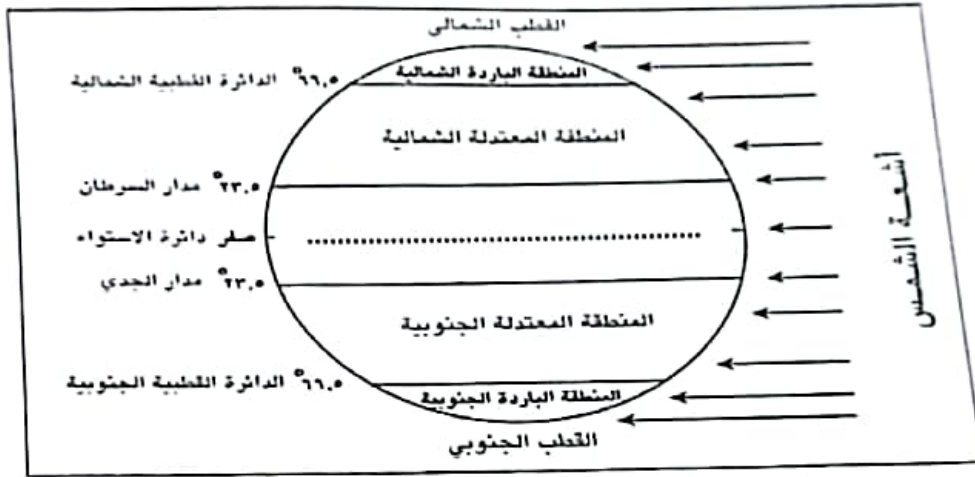 القطب الشمالى
المنطقة الباردة الشمالية
٦٦,٥° الدائرة القطبية الشمالية
المنطقة المعتدلة الشمالية
٢٣,٥° مدار السرطان
صفر دائرة الاستواء
.......................................................
٢٣,٥° مدار الجدي
المنطقة المعتدلة الجنوبية
٦٦,٥° الدائرة القطبية الجنوبية
المنطقة الباردة الجنوبية
القطب الجنوبي
أشعة الشمس